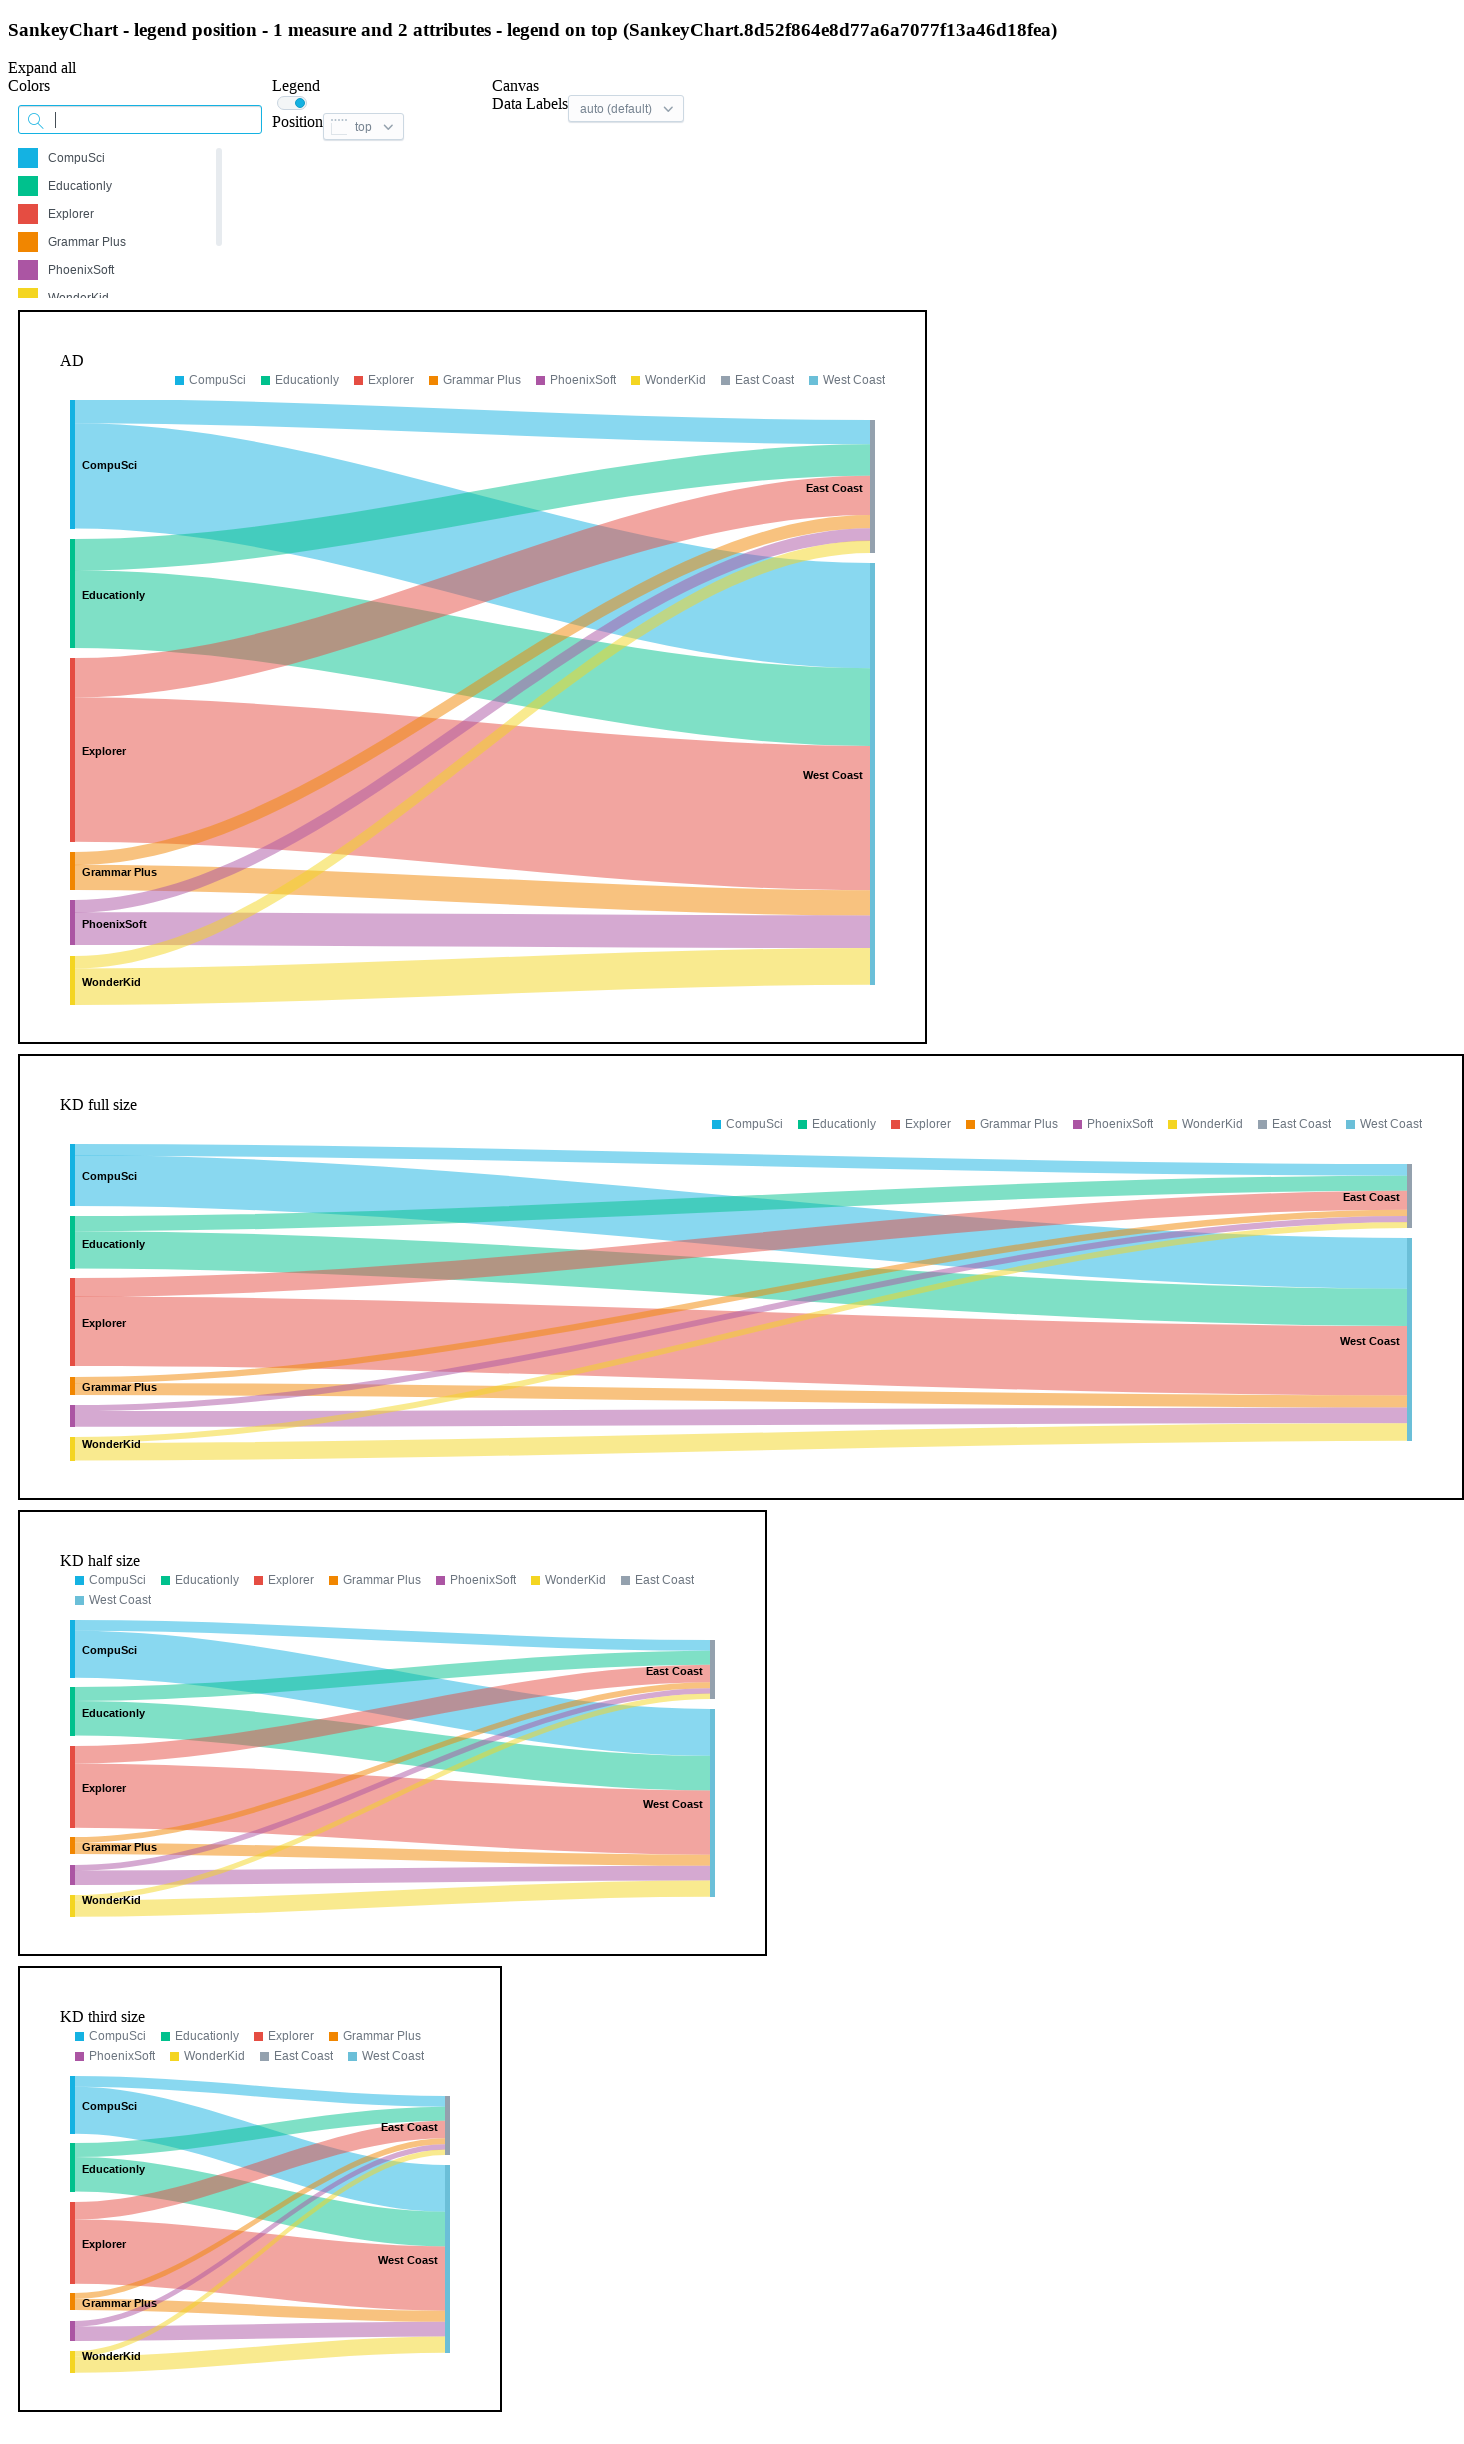 SankeyChart - legend position - 1 measure and 2 attributes - legend on top (SankeyChart.8d52f864e8d77a6a7077f13a46d18fea)
Expand all
Colors
CompuSci
Educationly
Explorer
Grammar Plus
PhoenixSoft
WonderKid
Legend
Position top
Canvas
Data Labels auto (default)
AD
CompuSci Educationly Explorer Grammar Plus PhoenixSoft WonderKid East Coast West Coast
CompuSci
East Coast
Educationly
Explorer
West Coast
Grammar Plus
PhoenixSoft
WonderKid
KD full size
CompuSci Educationly Explorer Grammar Plus PhoenixSoft WonderKid East Coast West Coast
CompuSci
East Coast
Educationly
Explorer
West Coast
Grammar Plus
WonderKid
KD half size
CompuSci Educationly Explorer Grammar Plus PhoenixSoft WonderKid East Coast
West Coast
CompuSci
East Coast
Educationly
Explorer
West Coast
Grammar Plus
WonderKid
KD third size
CompuSci Educationly Explorer Grammar Plus
PhoenixSoft WonderKid East Coast West Coast
CompuSci
East Coast
Educationly
Explorer
West Coast
Grammar Plus
WonderKid